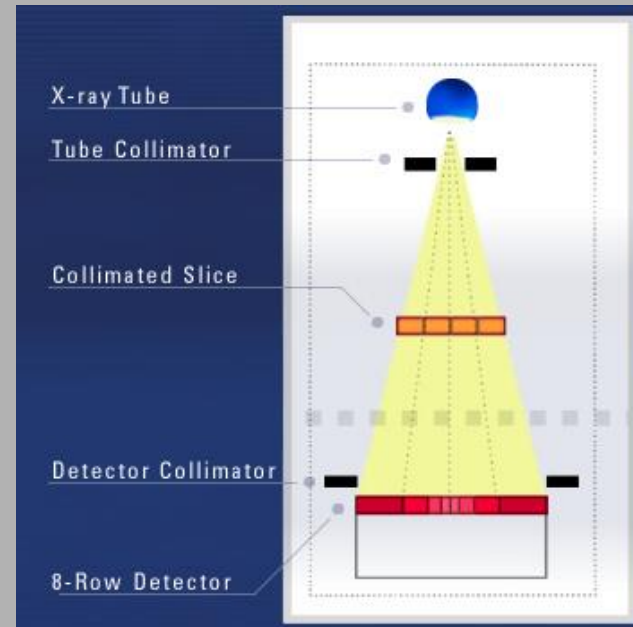 X-ray Tube
Tube Collimator
Collimated Slice
Detector Collimator
8-Row Detector